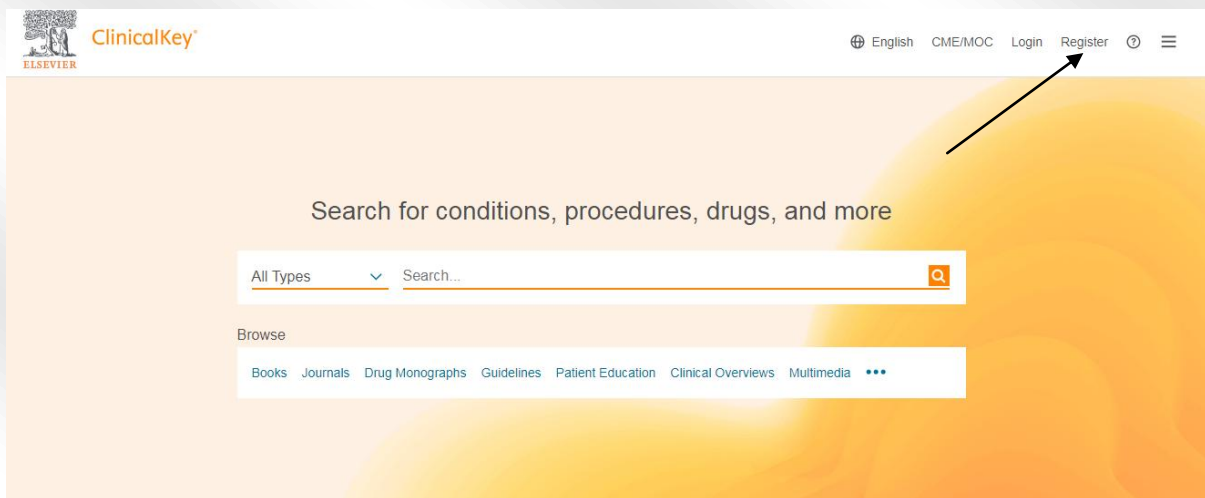 ELSEVIER
ClinicalKey®
English CME/MOC Login Register ?
Search for conditions, procedures, drugs, and more
All Types Search...
Browse
Books Journals Drug Monographs Guidelines Patient Education Clinical Overviews Multimedia •••